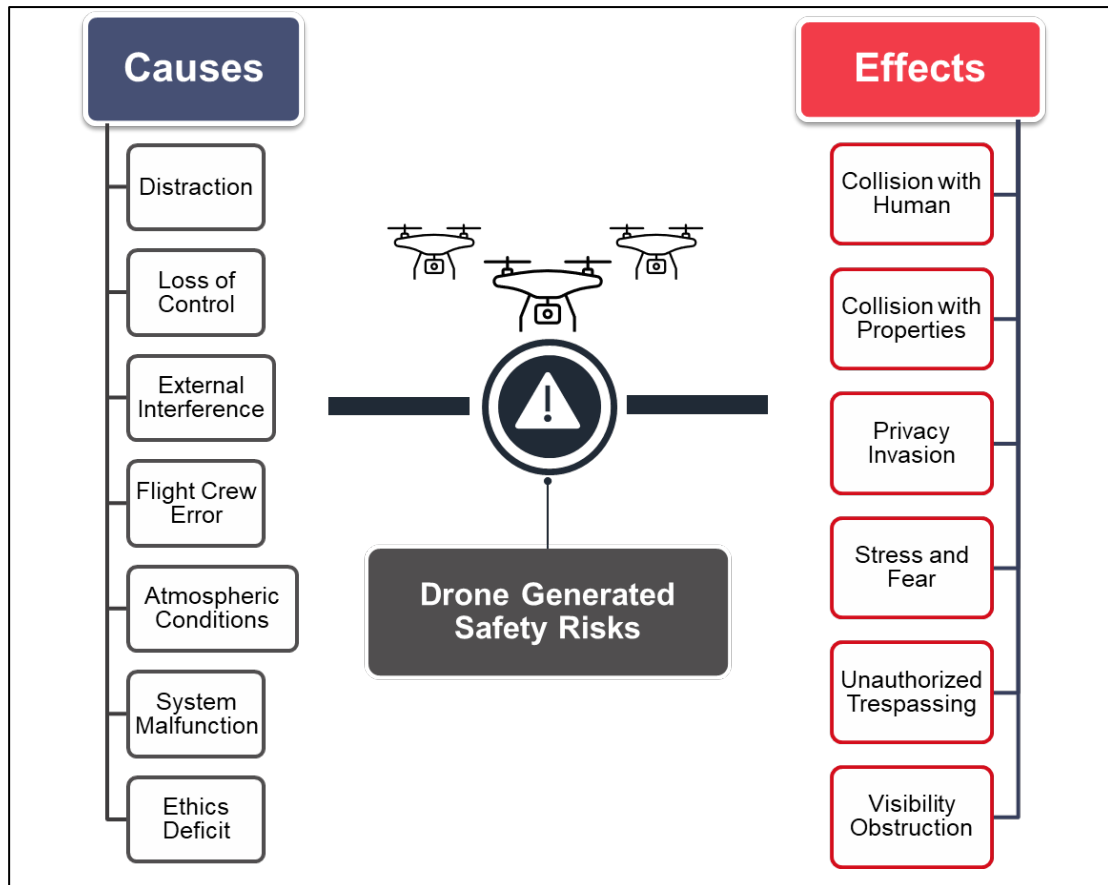 Causes
Distraction
Loss of
Control
External
Interference
Flight Crew
Error
Atmospheric
Conditions
System
Malfunction
Ethics
Deficit
Drone Generated
Safety Risks
Effects
Collision with
Human
Collision with
Properties
Privacy
Invasion
Stress and
Fear
Unauthorized
Trespassing
Visibility
Obstruction